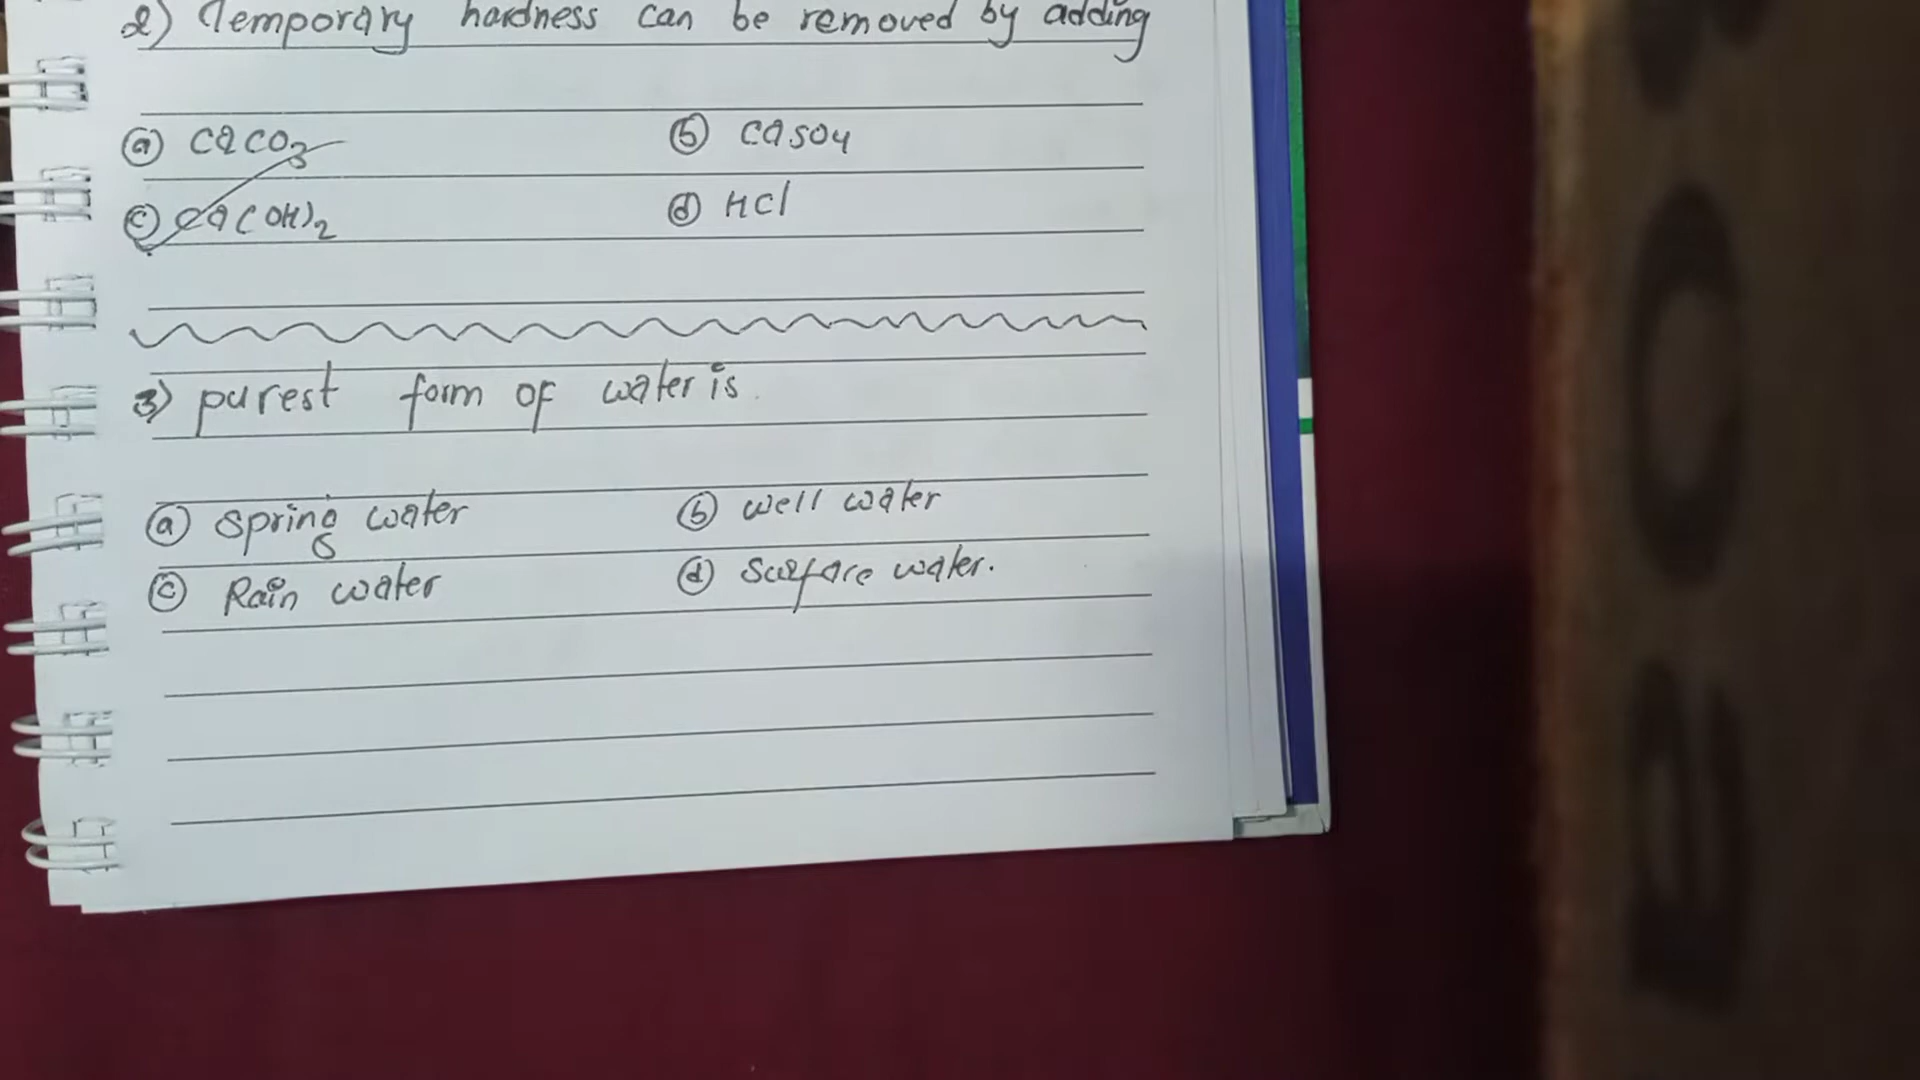 2) Temporary hardness can be removed by adding
(a) CaCO3 (b) CaSO4
(c) Ca(OH)2 (d) HCl
3) purest form of water is.
(a) Spring water (b) well water
(c) Rain water (d) Surface water.